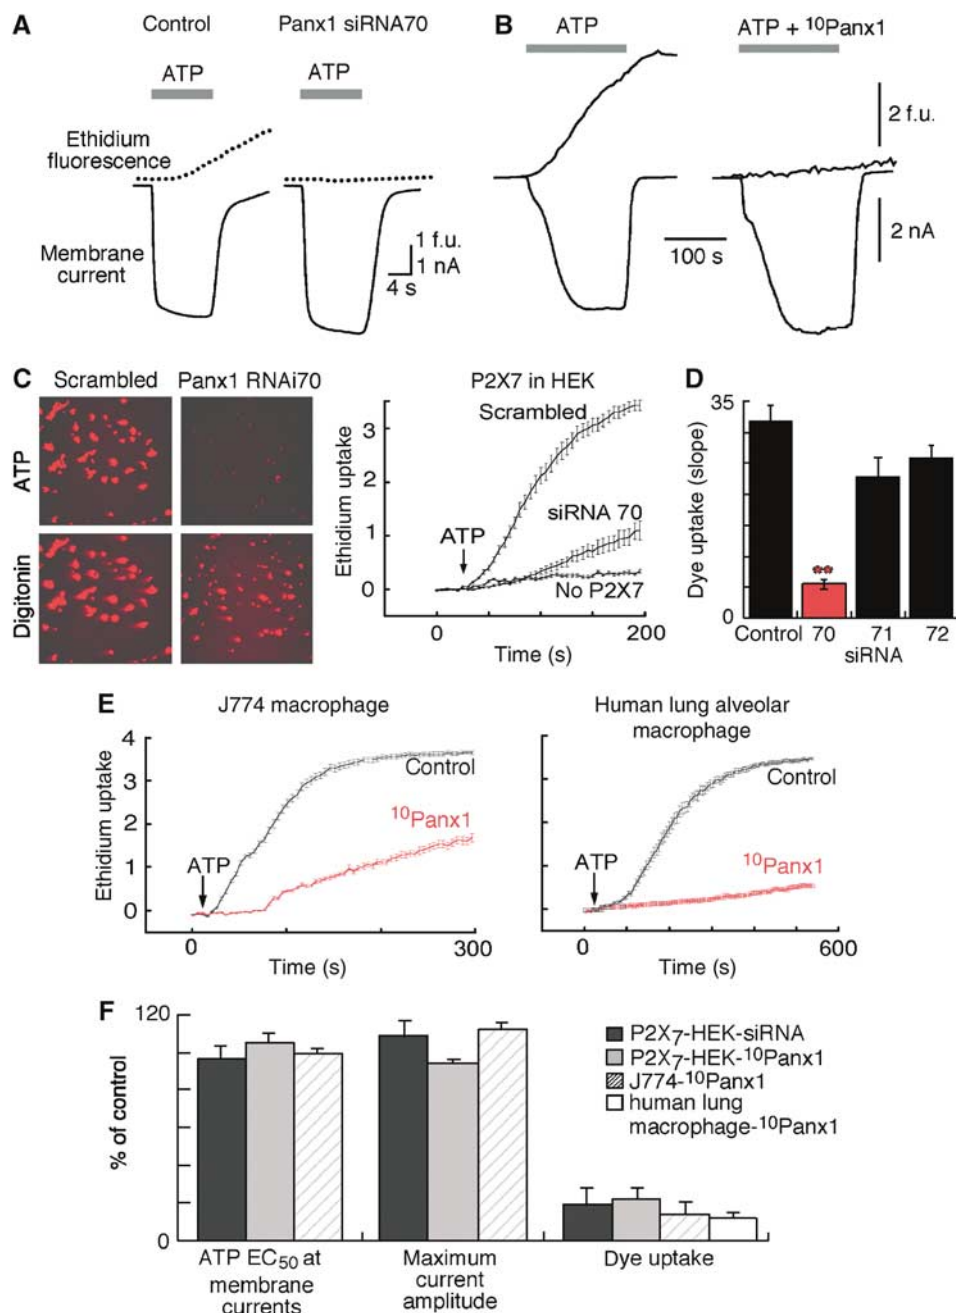 A
Control
Panx1 siRNA70
ATP
ATP
Ethidium
fluorescence
Membrane
current
1 f.u.
1 nA
4 s
B
ATP
ATP + ¹⁰Panx1
2 f.u.
2 nA
100 s
C
Scrambled
Panx1 RNAi70
ATP
Digitonin
P2X7 in HEK
Ethidium uptake
3
2
1
0
Scrambled
siRNA 70
ATP
No P2X7
0
200
Time (s)
D
Dye uptake (slope)
35
0
**
Control
70
71
72
siRNA
E
J774 macrophage
Ethidium uptake
4
3
2
1
0
Control
¹⁰Panx1
ATP
0
300
Time (s)
Human lung alveolar
macrophage
Control
¹⁰Panx1
ATP
0
600
Time (s)
F
% of control
120
0
P2X₇-HEK-siRNA
P2X₇-HEK-¹⁰Panx1
J774-¹⁰Panx1
human lung
macrophage-¹⁰Panx1
ATP EC₅₀ at
membrane
currents
Maximum
current
amplitude
Dye uptake